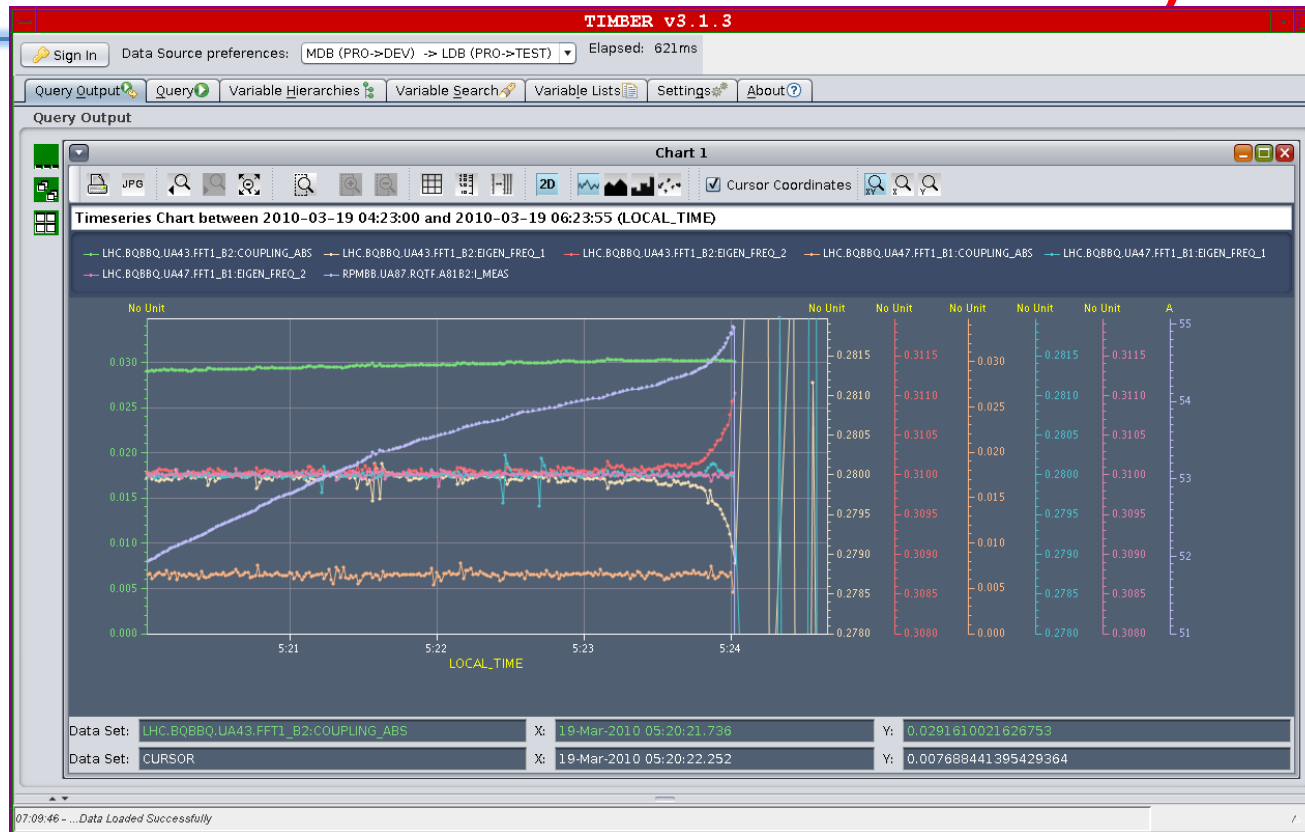 TIMBER v3.1.3
Sign In Data Source preferences: MDB (PRO->DEV) -> LDB (PRO->TEST) Elapsed: 621ms
Query Output Query Variable Hierarchies Variable Search Variable Lists Settings About
Query Output
Chart 1
JPG 2D Cursor Coordinates XY X Y
Timeseries Chart between 2010-03-19 04:23:00 and 2010-03-19 06:23:55 (LOCAL_TIME)
LHC.BQBBQ.UA43.FFT1_B2:COUPLING_ABS LHC.BQBBQ.UA43.FFT1_B2:EIGEN_FREQ_1 LHC.BQBBQ.UA43.FFT1_B2:EIGEN_FREQ_2 LHC.BQBBQ.UA47.FFT1_B1:COUPLING_ABS LHC.BQBBQ.UA47.FFT1_B1:EIGEN_FREQ_1
LHC.BQBBQ.UA47.FFT1_B1:EIGEN_FREQ_2 RPMBB.UA87.RQTF.A81B2:I_MEAS
No Unit No Unit No Unit No Unit No Unit No Unit A
55
0.2815 0.3115 0.2815 0.3115
0.030 0.030
0.2810 0.3110 0.2810 0.3110 54
0.025 0.025
0.2805 0.3105 0.2805 0.3105
0.020 0.020
0.2800 0.3100 0.2800 0.3100 53
0.015 0.015
0.2795 0.3095 0.2795 0.3095
0.010 0.010
0.2790 0.3090 0.2790 0.3090 52
0.005 0.2785 0.3085 0.005 0.2785 0.3085
0.000 0.2780 0.3080 0.000 0.2780 0.3080 51
5:21 5:22 5:23 5:24
LOCAL_TIME
Data Set: LHC.BQBBQ.UA43.FFT1_B2:COUPLING_ABS X: 19-Mar-2010 05:20:21.736 Y: 0.0291610021626753
Data Set: CURSOR X: 19-Mar-2010 05:20:22.252 Y: 0.007688441395429364
07:09:46 - ...Data Loaded Successfully